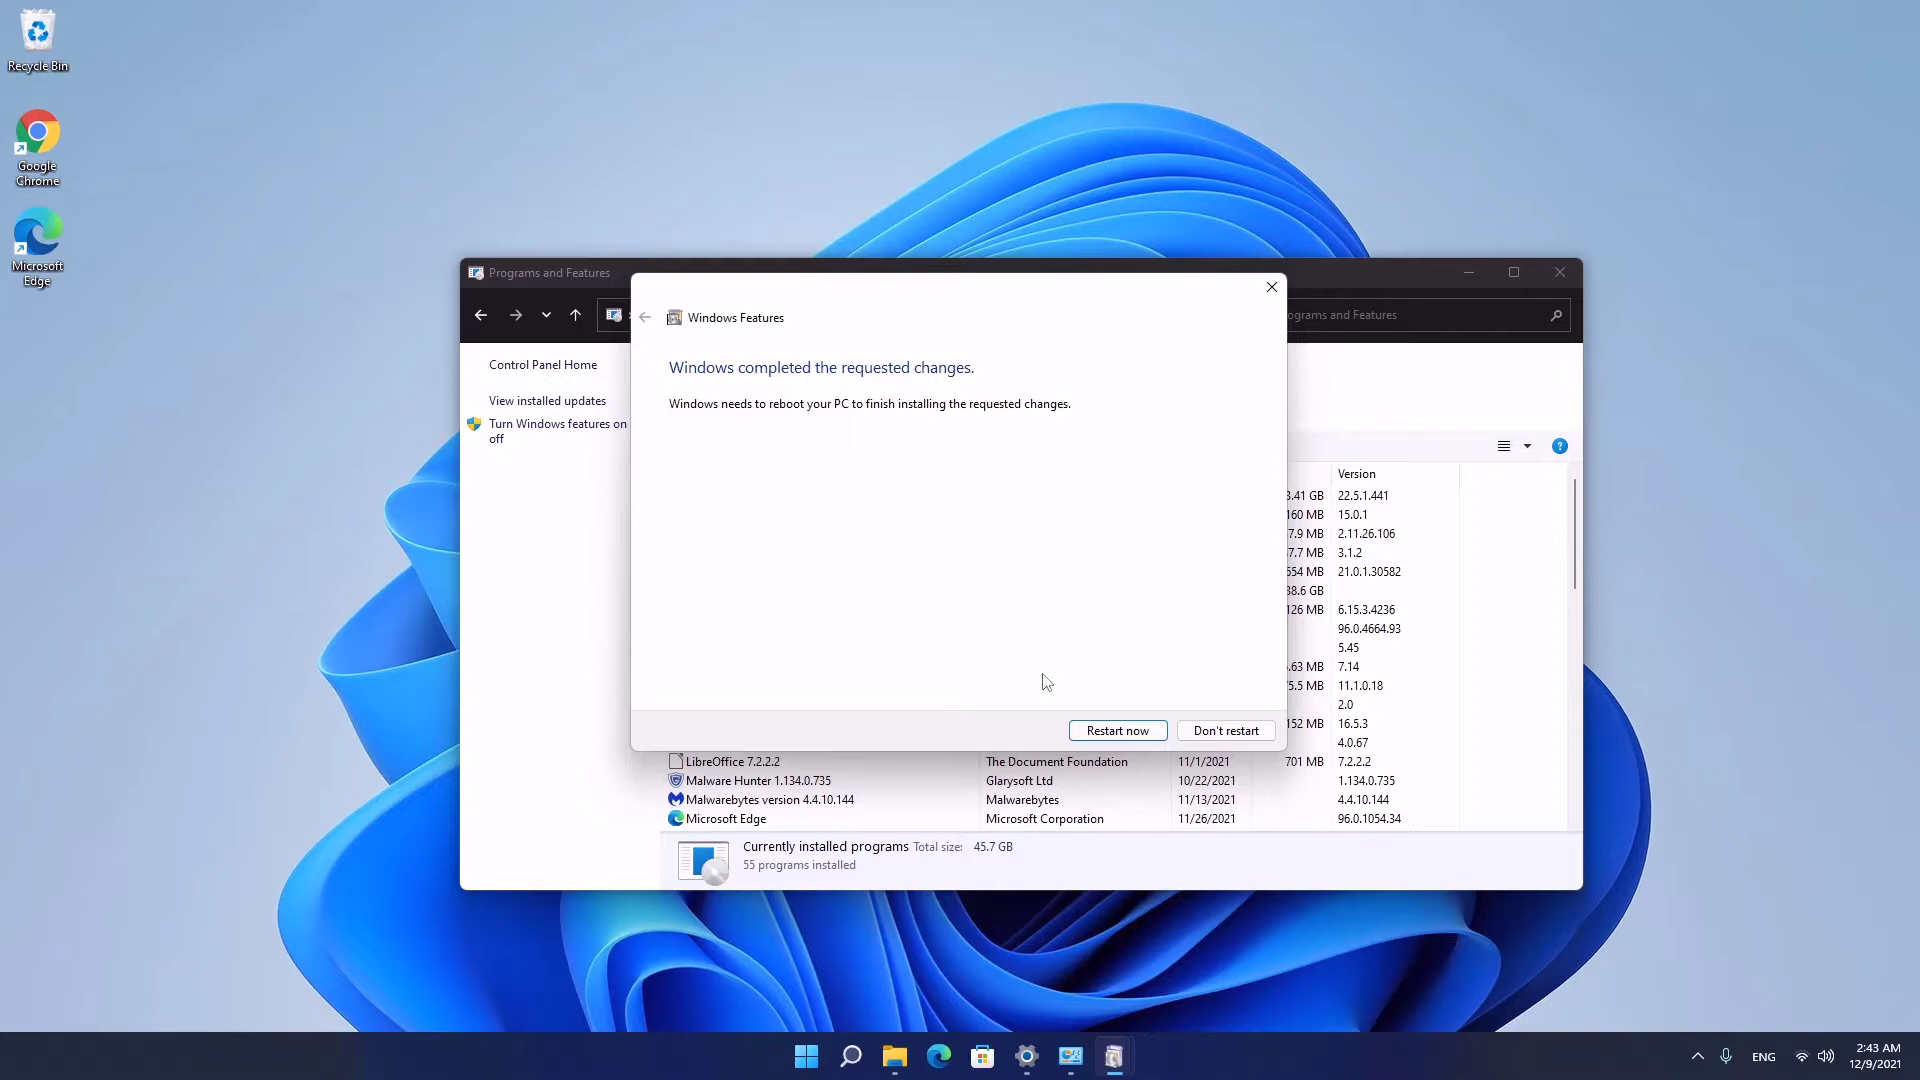 Recycle Bin
Google
Chrome
Microsoft
Edge
Programs and Features
Windows Features
ograms and Features
Control Panel Home
View installed updates
Turn Windows features on
off
Windows completed the requested changes.
Windows needs to reboot your PC to finish installing the requested changes.
Restart now
Don't restart
Version
3.41 GB 22.5.1.441
160 MB 15.0.1
7.9 MB 2.11.26.106
7.7 MB 3.1.2
654 MB 21.0.1.30582
38.6 GB
126 MB 6.15.3.4236
96.0.4664.93
5.45
.63 MB 7.14
5.5 MB 11.1.0.18
2.0
152 MB 16.5.3
4.0.67
LibreOffice 7.2.2.2 The Document Foundation 11/1/2021 701 MB 7.2.2.2
Malware Hunter 1.134.0.735 Glarysoft Ltd 10/22/2021 1.134.0.735
Malwarebytes version 4.4.10.144 Malwarebytes 11/13/2021 4.4.10.144
Microsoft Edge Microsoft Corporation 11/26/2021 96.0.1054.34
Currently installed programs Total size: 45.7 GB
55 programs installed
ENG
2:43 AM
12/9/2021